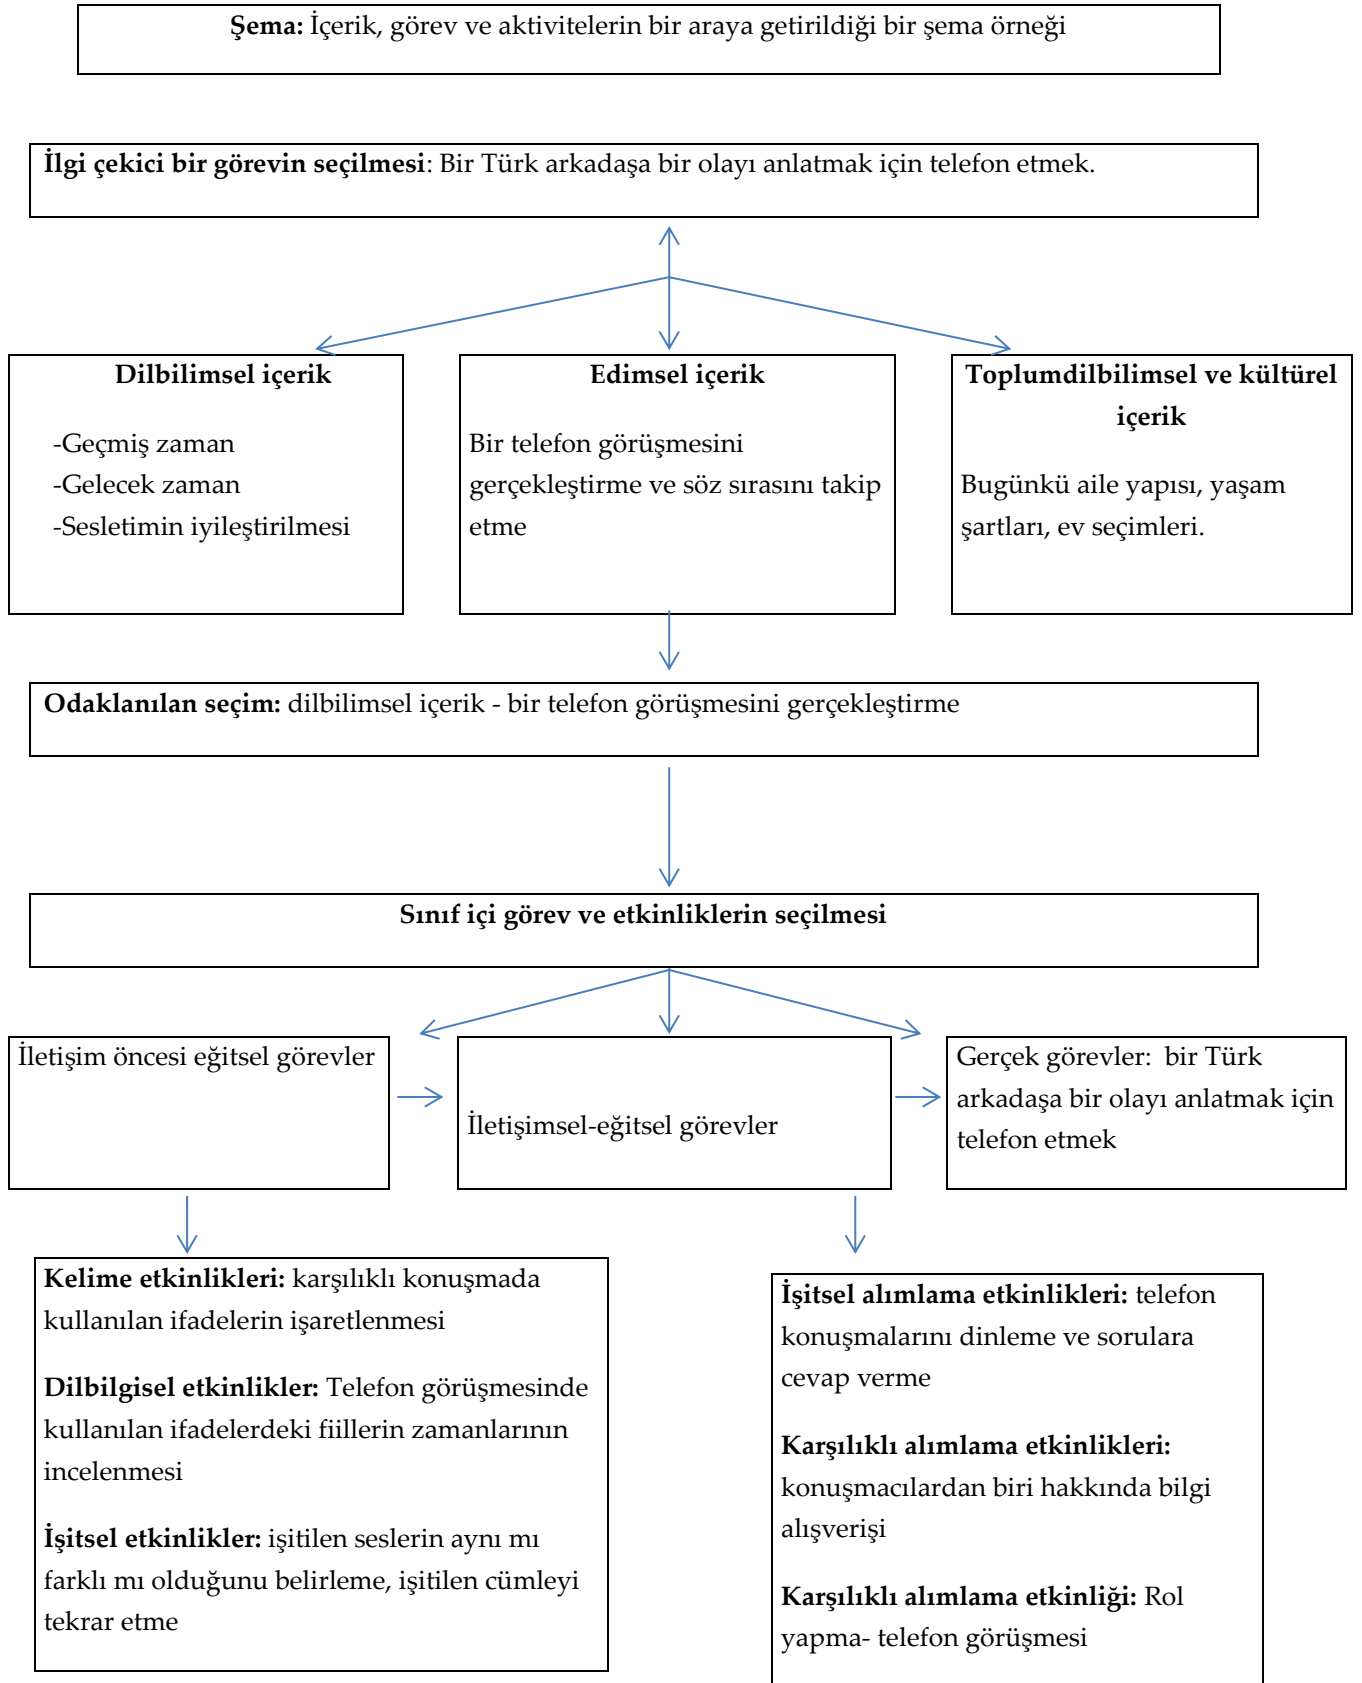 Şema: İçerik, görev ve aktivitelerin bir araya getirildiği bir şema örneği
İlgi çekici bir görevin seçilmesi: Bir Türk arkadaşa bir olayı anlatmak için telefon etmek.
Dilbilimsel içerik
-Geçmiş zaman
-Gelecek zaman
-Sesletimin iyileştirilmesi
Edimsel içerik
Bir telefon görüşmesini
gerçekleştirme ve söz sırasını takip
etme
Toplumdilbilimsel ve kültürel
içerik
Bugünkü aile yapısı, yaşam
şartları, ev seçimleri.
Odaklanılan seçim: dilbilimsel içerik - bir telefon görüşmesini gerçekleştirme
Sınıf içi görev ve etkinliklerin seçilmesi
İletişim öncesi eğitsel görevler
İletişimsel-eğitsel görevler
Gerçek görevler: bir Türk
arkadaşa bir olayı anlatmak için
telefon etmek
Kelime etkinlikleri: karşılıklı konuşmada
kullanılan ifadelerin işaretlenmesi
Dilbilgisel etkinlikler: Telefon görüşmesinde
kullanılan ifadelerdeki fiillerin zamanlarının
incelenmesi
İşitsel etkinlikler: işitilen seslerin aynı mı
farklı mı olduğunu belirleme, işitilen cümleyi
tekrar etme
İşitsel alımlama etkinlikleri: telefon
konuşmalarını dinleme ve sorulara
cevap verme
Karşılıklı alımlama etkinlikleri:
konuşmacılardan biri hakkında bilgi
alışverişi
Karşılıklı alımlama etkinliği: Rol
yapma- telefon görüşmesi